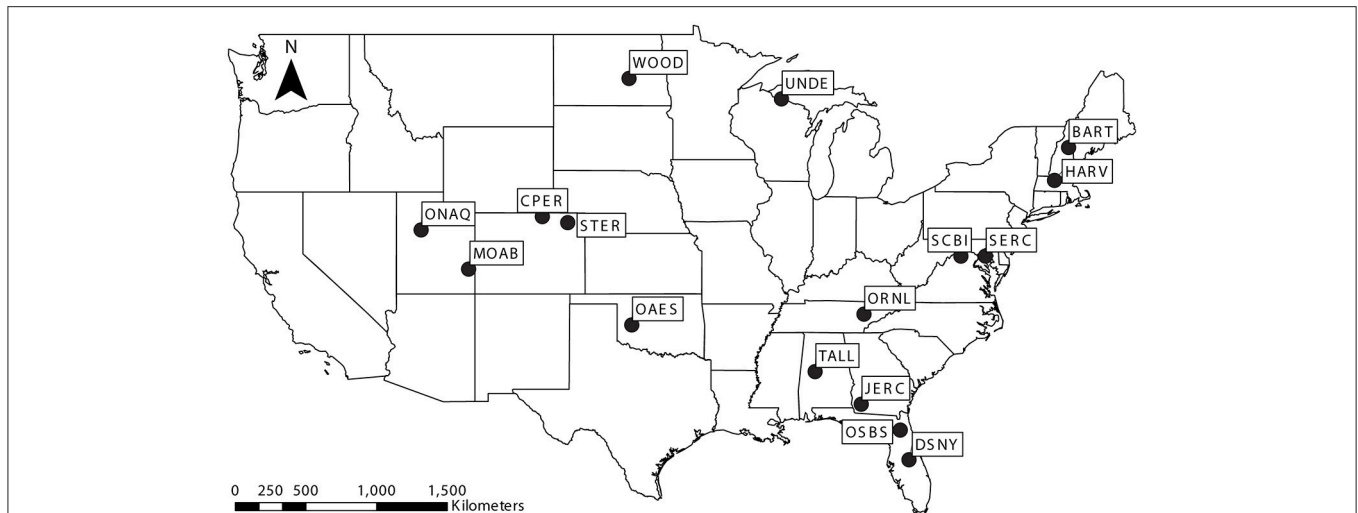 N
WOOD
UNDE
BART
HARV
CPER
ONAQ
STER
MOAB
SCBI SERC
ORNL
OAES
TALL
JERC
OSBS
DSNY
0 250 500 1,000 1,500
Kilometers